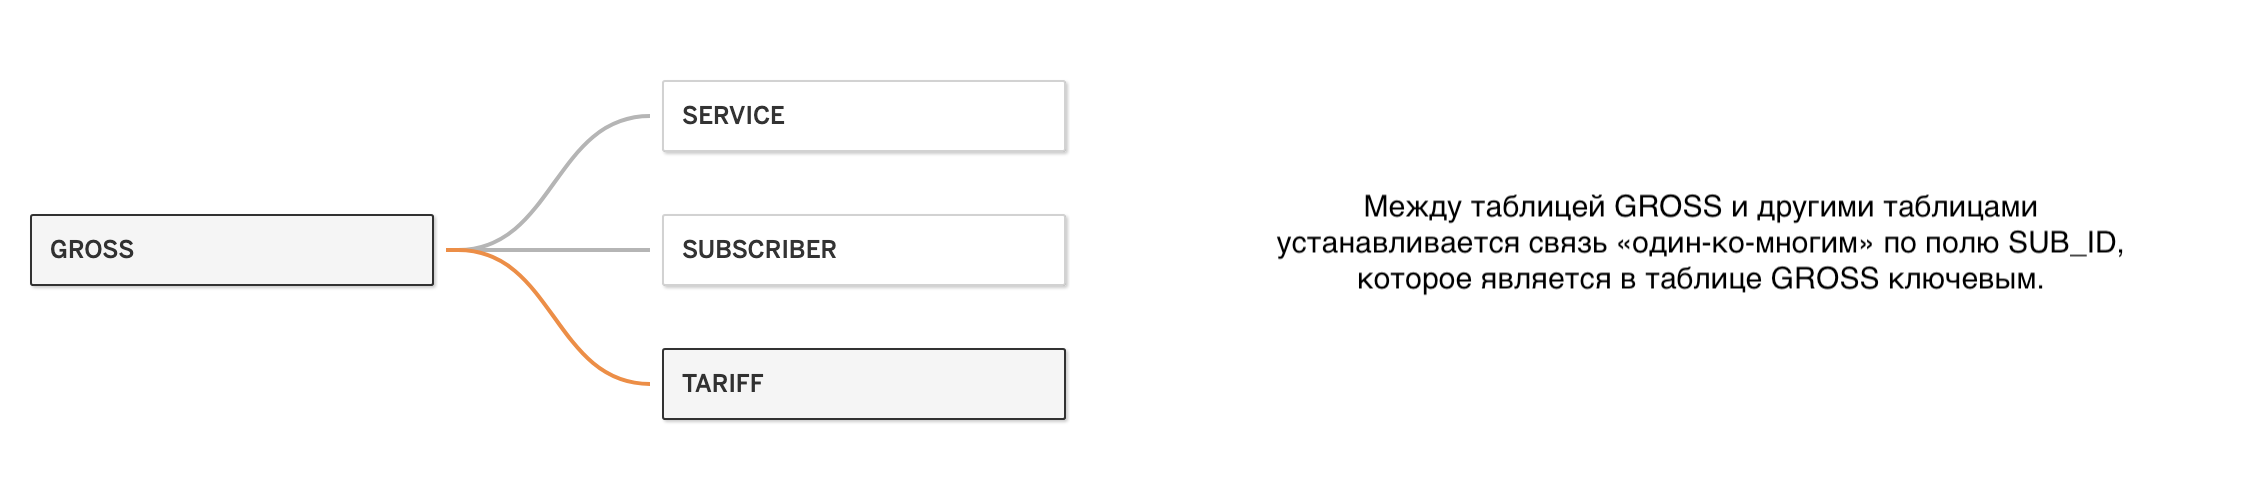 SERVICE
GROSS
SUBSCRIBER
TARIFF
Между таблицей GROSS и другими таблицами
устанавливается связь «один-ко-многим» по полю SUB_ID,
которое является в таблице GROSS ключевым.